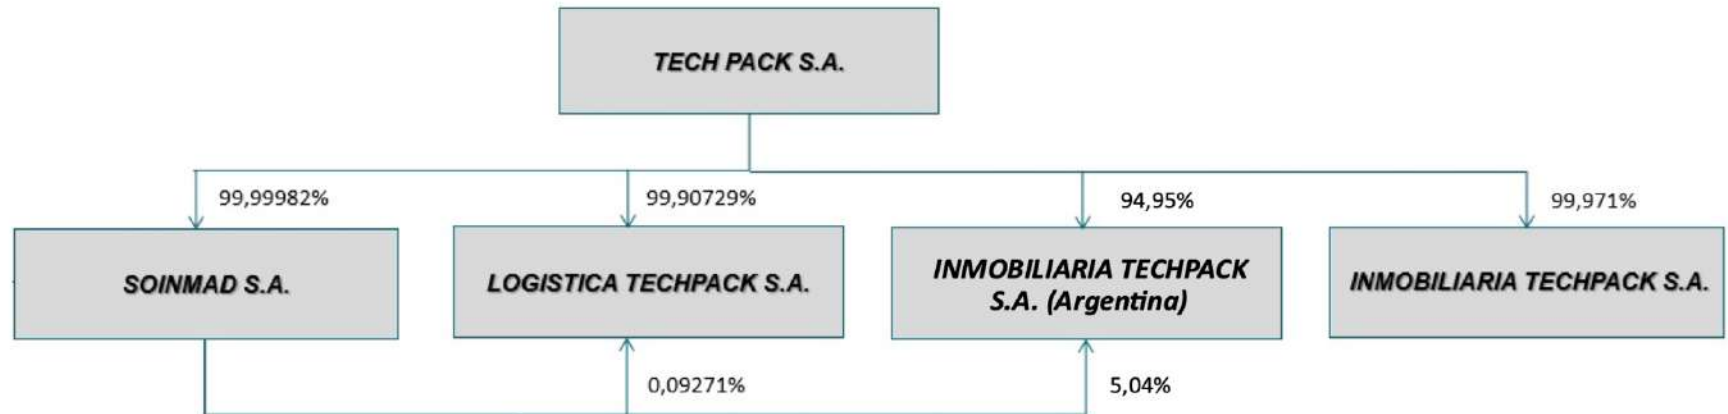 TECH PACK S.A.
99,99982%
99,90729%
94,95%
99,971%
SOINMAD S.A.
LOGISTICA TECHPACK S.A.
INMOBILIARIA TECHPACK
S.A. (Argentina)
INMOBILIARIA TECHPACK S.A.
0,09271%
5,04%